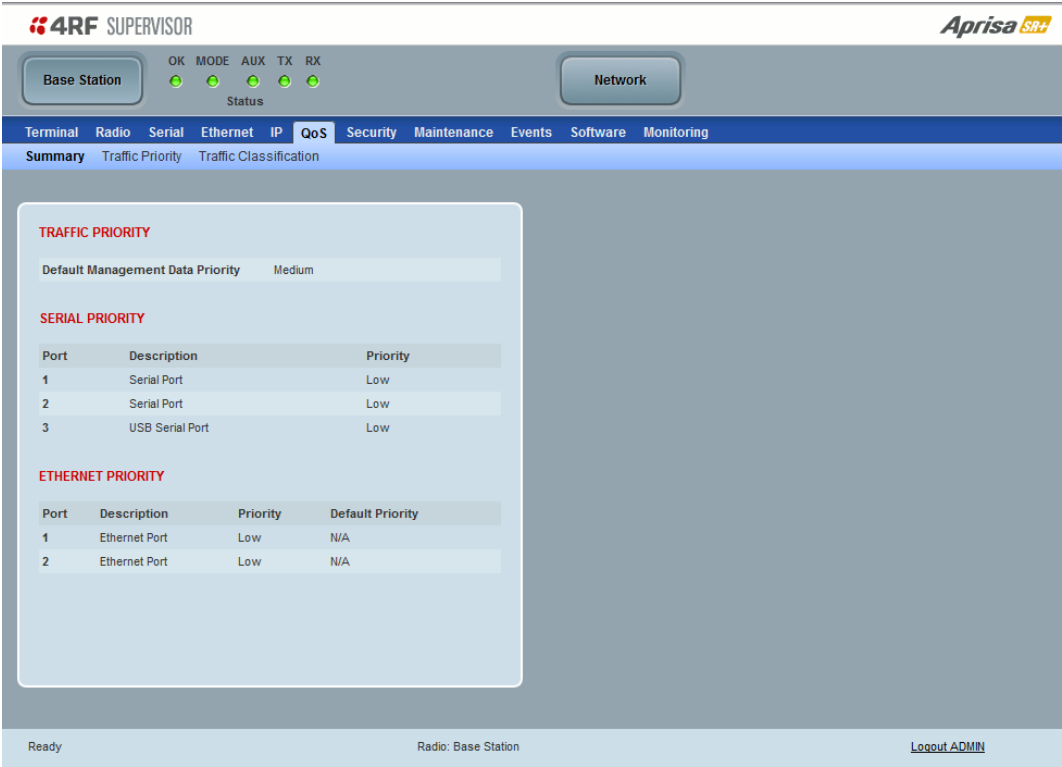 4RF SUPERVISOR
Aprisa SR+
OK MODE AUX TX RX
Base Station
Status
Network
Terminal Radio Serial Ethernet IP QoS Security Maintenance Events Software Monitoring
Summary Traffic Priority Traffic Classification
TRAFFIC PRIORITY
Default Management Data Priority Medium
SERIAL PRIORITY
Port Description Priority
1 Serial Port Low
2 Serial Port Low
3 USB Serial Port Low
ETHERNET PRIORITY
Port Description Priority Default Priority
1 Ethernet Port Low N/A
2 Ethernet Port Low N/A
Ready
Radio: Base Station
Logout ADMIN